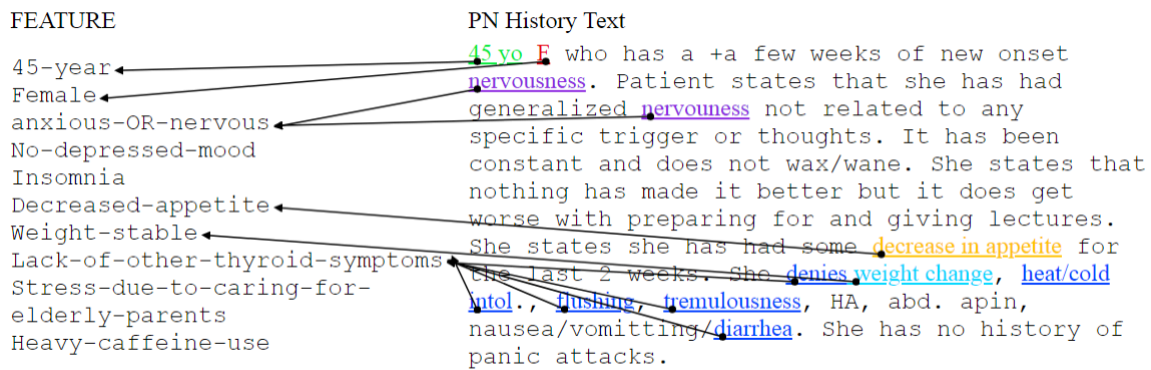 FEATURE
45-year
Female
anxious-OR-nervous
No-depressed-mood
Insomnia
Decreased-appetite
Weight-stable
Lack-of-other-thyroid-symptoms
Stress-due-to-caring-for-
elderly-parents
Heavy-caffeine-use
PN History Text
45 yo F who has a +a few weeks of new onset
nervousness. Patient states that she has had
generalized nervouness not related to any
specific trigger or thoughts. It has been
constant and does not wax/wane. She states that
nothing has made it better but it does get
worse with preparing for and giving lectures.
She states she has had some decrease in appetite for
the last 2 weeks. She denies weight change, heat/cold
intol., flushing, tremulousness, HA, abd. apin,
nausea/vomitting/diarrhea. She has no history of
panic attacks.